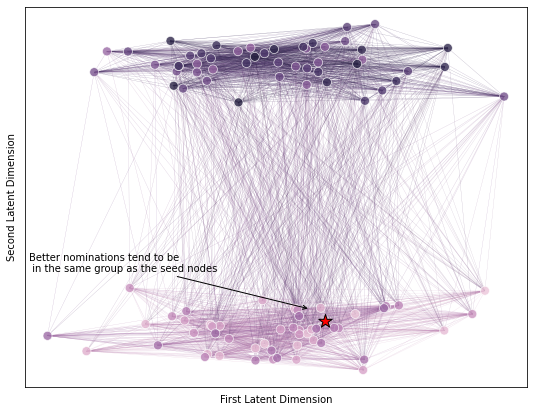 Second Latent Dimension
Better nominations tend to be
in the same group as the seed nodes
First Latent Dimension